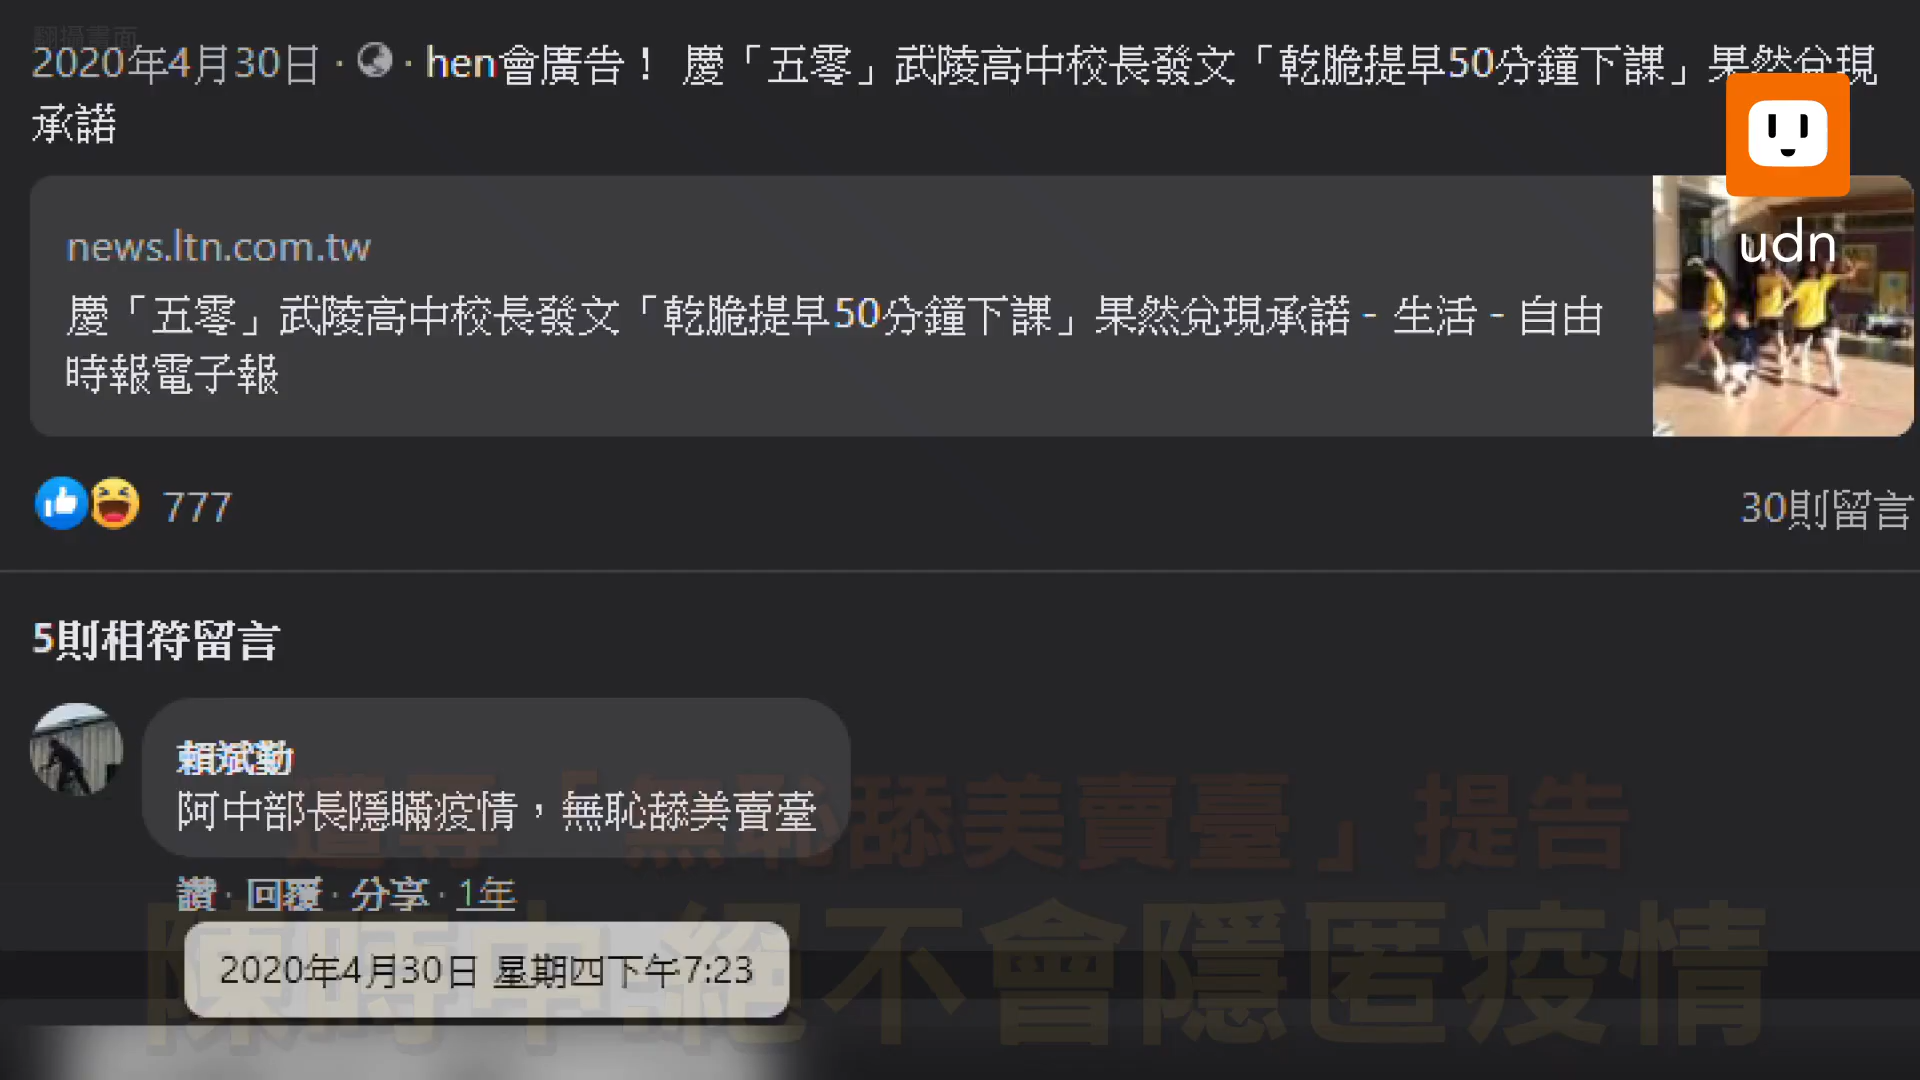 翻攝畫面
2020年4月30日 · hen會廣告！ 慶「五零」武陵高中校長發文「乾脆提早50分鐘下課」果然兌現
承諾
udn
news.ltn.com.tw
慶「五零」武陵高中校長發文「乾脆提早50分鐘下課」果然兌現承諾 - 生活 - 自由
時報電子報
777
30則留言
5則相符留言
賴斌勤
阿中部長隱瞞疫情，無恥舔美賣臺
讚 · 回覆 · 分享 · 1年
2020年4月30日 星期四下午7:23
遭辱「無恥舔美賣臺」提告
陳時中:絕不會隱匿疫情